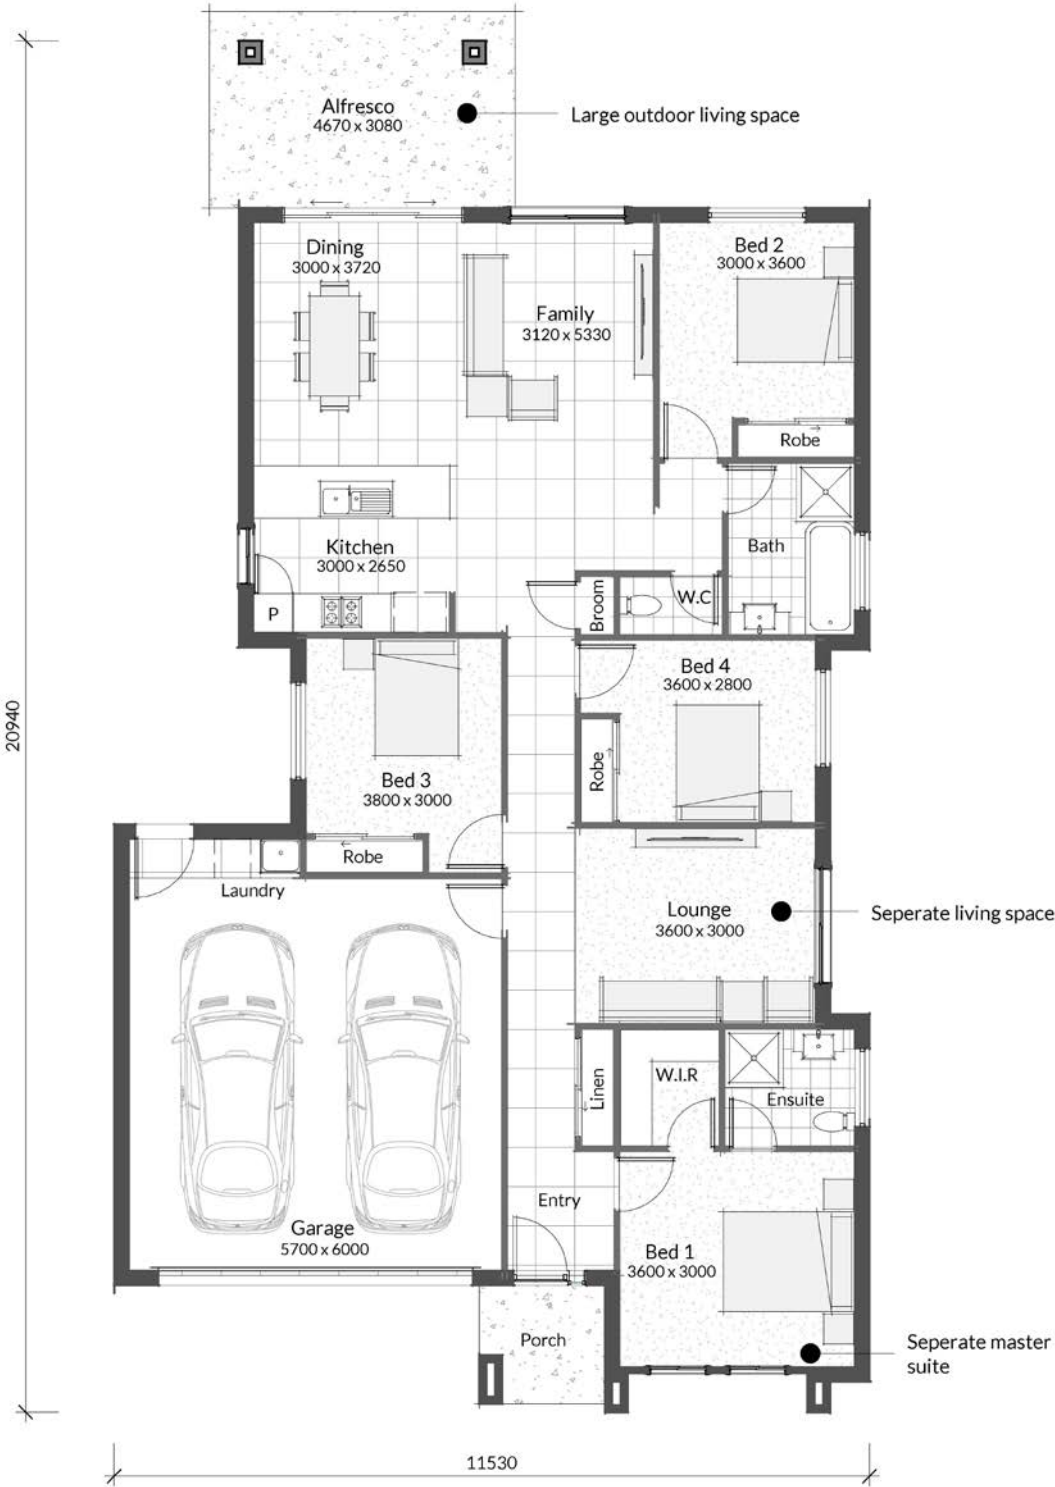 Alfresco
4670 x 3080
Large outdoor living space
Dining
3000 x 3720
Family
3120 x 5330
Bed 2
3000 x 3600
Robe
Kitchen
3000 x 2650
P
Broom
W.C
Bath
Bed 3
3800 x 3000
Robe
Bed 4
3600 x 2800
Robe
20940
Laundry
Lounge
3600 x 3000
Seperate living space
Linen
W.I.R
Ensuite
Entry
Garage
5700 x 6000
Bed 1
3600 x 3000
Porch
Seperate master
suite
11530